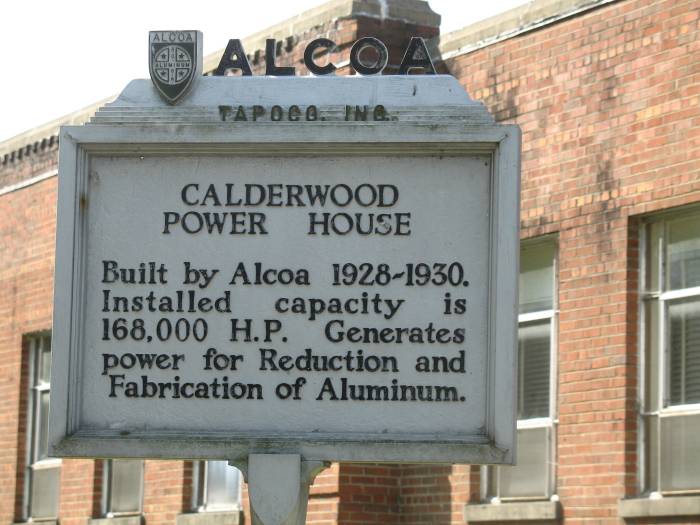 ALCOA
ALUMINUM
ALCOA
TAPOCO. INC.
CALDERWOOD
POWER HOUSE
Built by Alcoa 1928-1930.
Installed capacity is
168,000 H.P. Generates
power for Reduction and
Fabrication of Aluminum.